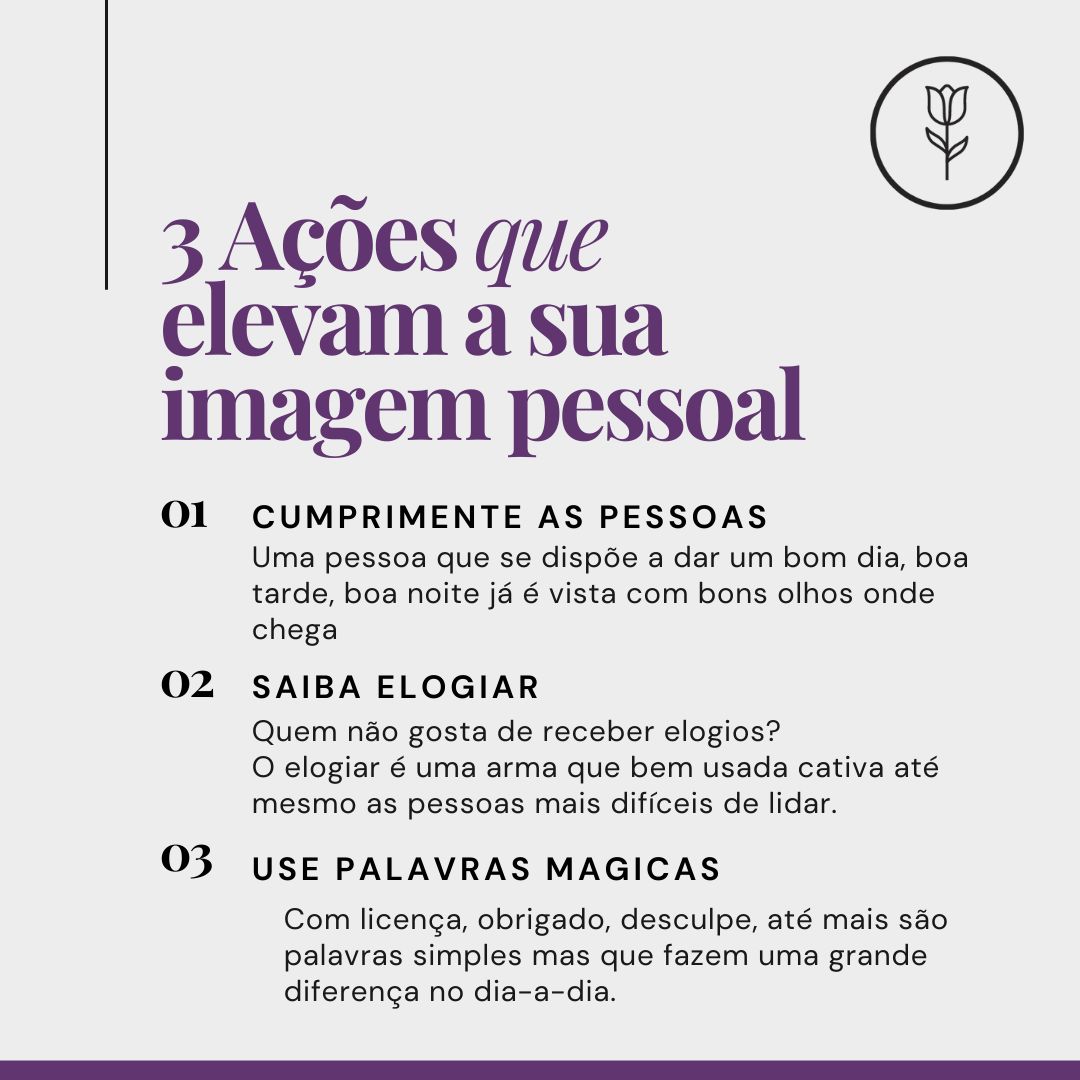 3 Ações que
elevam a sua
imagem pessoal
01 CUMPRIMENTE AS PESSOAS
Uma pessoa que se dispõe a dar um bom dia, boa
tarde, boa noite já é vista com bons olhos onde
chega
02 SAIBA ELOGIAR
Quem não gosta de receber elogios?
O elogiar é uma arma que bem usada cativa até
mesmo as pessoas mais difíceis de lidar.
03 USE PALAVRAS MAGICAS
Com licença, obrigado, desculpe, até mais são
palavras simples mas que fazem uma grande
diferença no dia-a-dia.